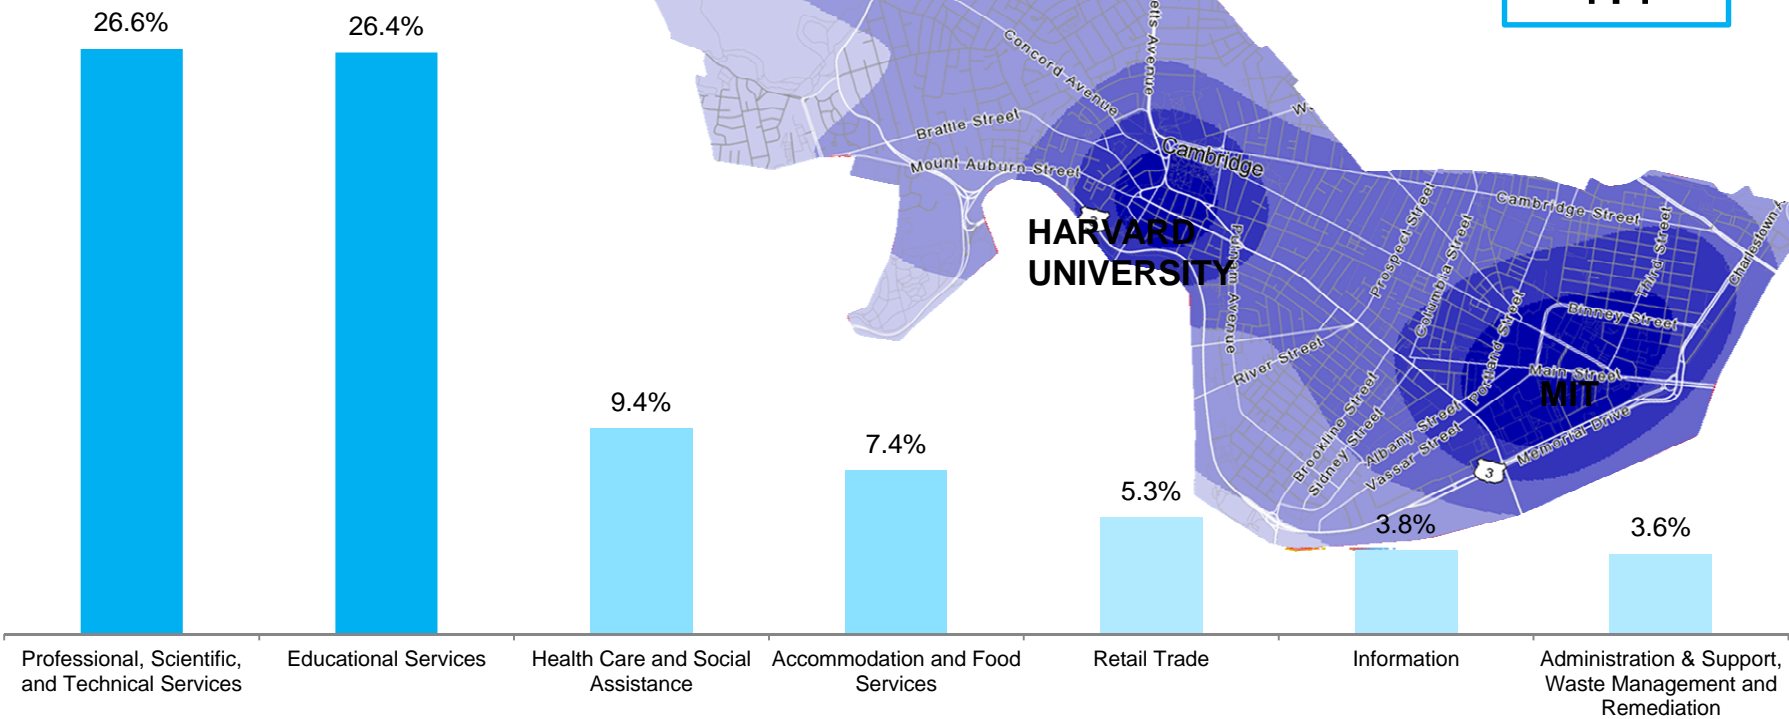 26.6%
26.4%
9.4%
7.4%
5.3%
3.8%
3.6%
Concord Avenue
Avenue
Brattle Street
Mount Auburn Street
Cambridge
HARVARD
UNIVERSITY
Putnam Avenue
River Street
Prospect Street
Columbia Street
Cambridge Street
Third Street
Charlestown
Binney Street
Portland Street
Main Street
MIT
Memorial Drive
Brookline Street
Sidney Street
Albany Street
Vassar Street
3
Professional, Scientific,
and Technical Services
Educational Services
Health Care and Social
Assistance
Accommodation and Food
Services
Retail Trade
Information
Administration & Support,
Waste Management and
Remediation